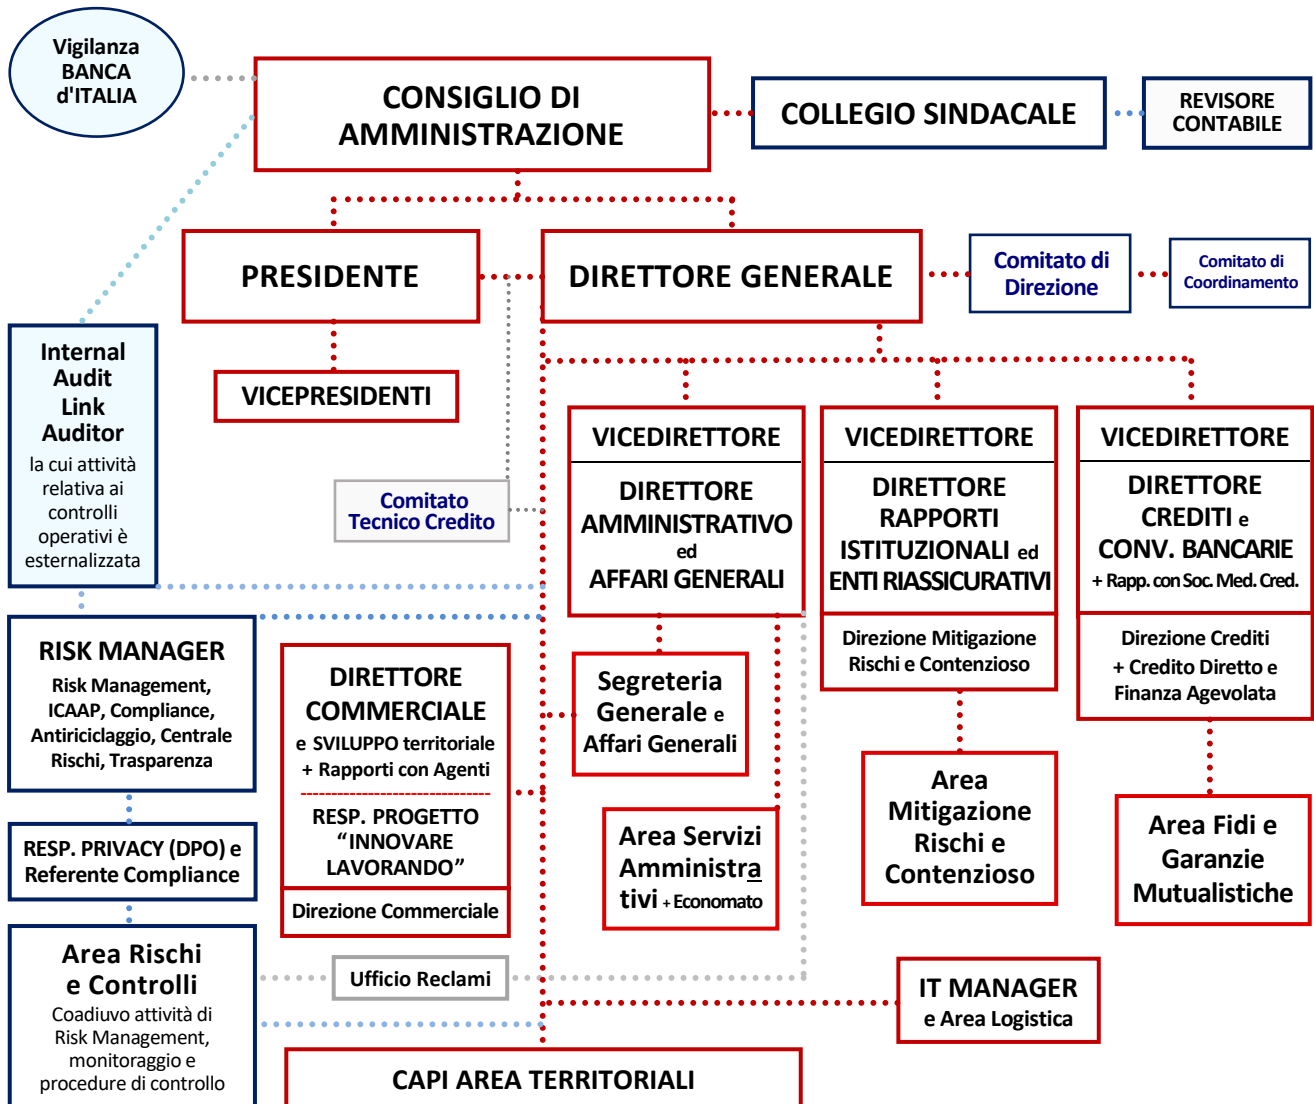 Vigilanza
BANCA
d'ITALIA
CONSIGLIO DI
AMMINISTRAZIONE
COLLEGIO SINDACALE
REVISORE
CONTABILE
PRESIDENTE
DIRETTORE GENERALE
Comitato di
Direzione
Comitato di
Coordinamento
Internal
Audit
Link
Auditor
la cui attività
relativa ai
controlli
operativi è
esternalizzata
VICEPRESIDENTI
Comitato
Tecnico Credito
VICEDIRETTORE
DIRETTORE
AMMINISTRATIVO
ed
AFFARI GENERALI
VICEDIRETTORE
DIRETTORE
RAPPORTI
ISTITUZIONALI ed
ENTI RIASSICURATIVI
Direzione Mitigazione
Rischi e Contenzioso
VICEDIRETTORE
DIRETTORE
CREDITI e
CONV. BANCARIE
+ Rapp. con Soc. Med. Cred.
Direzione Crediti
+ Credito Diretto e
Finanza Agevolata
RISK MANAGER
Risk Management,
ICAAP, Compliance,
Antiriciclaggio, Centrale
Rischi, Trasparenza
DIRETTORE
COMMERCIALE
e SVILUPPO territoriale
+ Rapporti con Agenti
RESP. PROGETTO
“INNOVARE
LAVORANDO”
Direzione Commerciale
Segreteria
Generale e
Affari Generali
Area Servizi
Amministra
tivi + Economato
Area
Mitigazione
Rischi e
Contenzioso
Area Fidi e
Garanzie
Mutualistiche
RESP. PRIVACY (DPO) e
Referente Compliance
Area Rischi
e Controlli
Coadiuvo attività di
Risk Management,
monitoraggio e
procedure di controllo
Ufficio Reclami
IT MANAGER
e Area Logistica
CAPI AREA TERRITORIALI